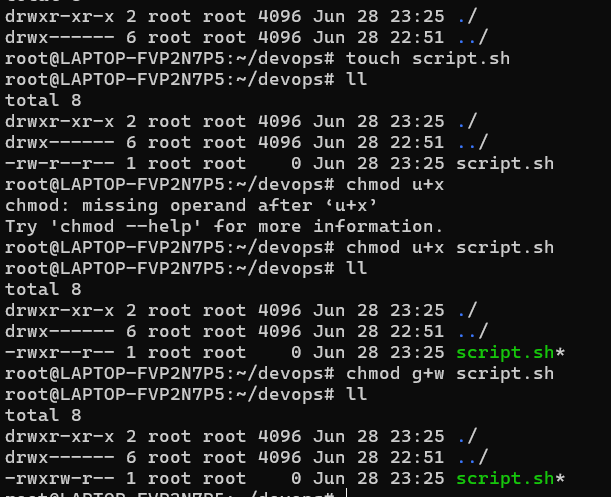 drwxr-xr-x 2 root root 4096 Jun 28 23:25 ./
drwx------ 6 root root 4096 Jun 28 22:51 ../
root@LAPTOP-FVP2N7P5:~/devops# touch script.sh
root@LAPTOP-FVP2N7P5:~/devops# ll
total 8
drwxr-xr-x 2 root root 4096 Jun 28 23:25 ./
drwx------ 6 root root 4096 Jun 28 22:51 ../
-rw-r--r-- 1 root root    0 Jun 28 23:25 script.sh
root@LAPTOP-FVP2N7P5:~/devops# chmod u+x
chmod: missing operand after ‘u+x’
Try 'chmod --help' for more information.
root@LAPTOP-FVP2N7P5:~/devops# chmod u+x script.sh
root@LAPTOP-FVP2N7P5:~/devops# ll
total 8
drwxr-xr-x 2 root root 4096 Jun 28 23:25 ./
drwx------ 6 root root 4096 Jun 28 22:51 ../
-rwxr--r-- 1 root root    0 Jun 28 23:25 script.sh*
root@LAPTOP-FVP2N7P5:~/devops# chmod g+w script.sh
root@LAPTOP-FVP2N7P5:~/devops# ll
total 8
drwxr-xr-x 2 root root 4096 Jun 28 23:25 ./
drwx------ 6 root root 4096 Jun 28 22:51 ../
-rwxrw-r-- 1 root root    0 Jun 28 23:25 script.sh*
root@LAPTOP-FVP2N7P5:~/devops#